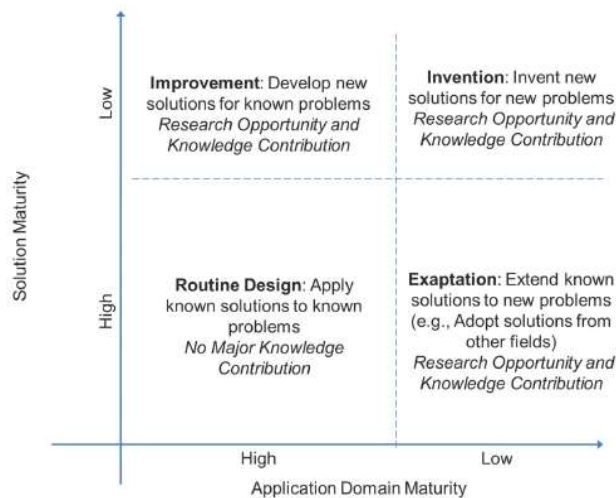 Improvement: Develop new
solutions for known problems
Research Opportunity and
Knowledge Contribution
Invention: Invent new
solutions for new problems
Research Opportunity and
Knowledge Contribution
Routine Design: Apply
known solutions to known
problems
No Major Knowledge
Contribution
Exaptation: Extend known
solutions to new problems
(e.g., Adopt solutions from
other fields)
Research Opportunity and
Knowledge Contribution
Solution Maturity
Low
High
High
Low
Application Domain Maturity